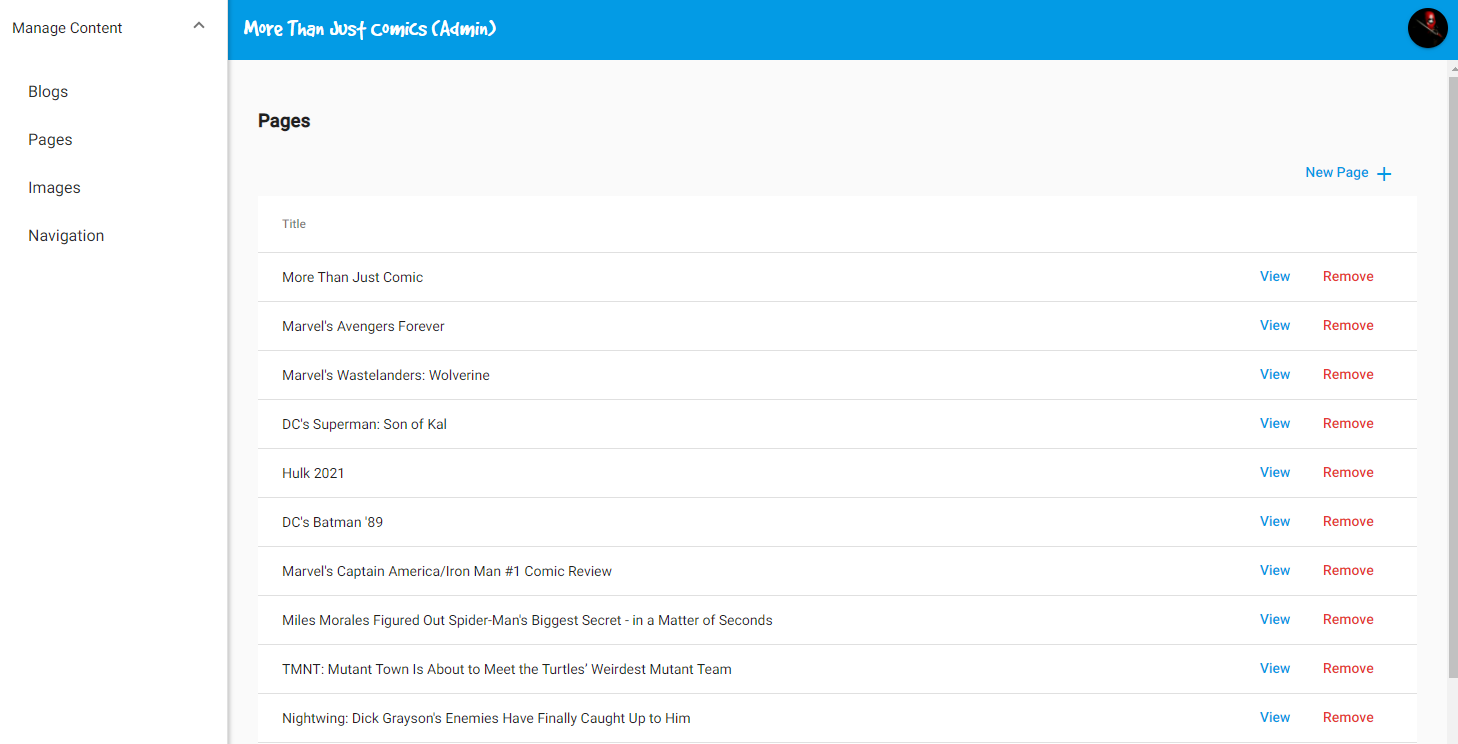 Manage Content
More Than Just Comics (Admin)
Blogs
Pages
Images
Navigation
Pages
New Page +
Title
More Than Just Comic View Remove
Marvel's Avengers Forever View Remove
Marvel's Wastelanders: Wolverine View Remove
DC's Superman: Son of Kal View Remove
Hulk 2021 View Remove
DC's Batman '89 View Remove
Marvel's Captain America/Iron Man #1 Comic Review View Remove
Miles Morales Figured Out Spider-Man's Biggest Secret - in a Matter of Seconds View Remove
TMNT: Mutant Town Is About to Meet the Turtles’ Weirdest Mutant Team View Remove
Nightwing: Dick Grayson's Enemies Have Finally Caught Up to Him View Remove